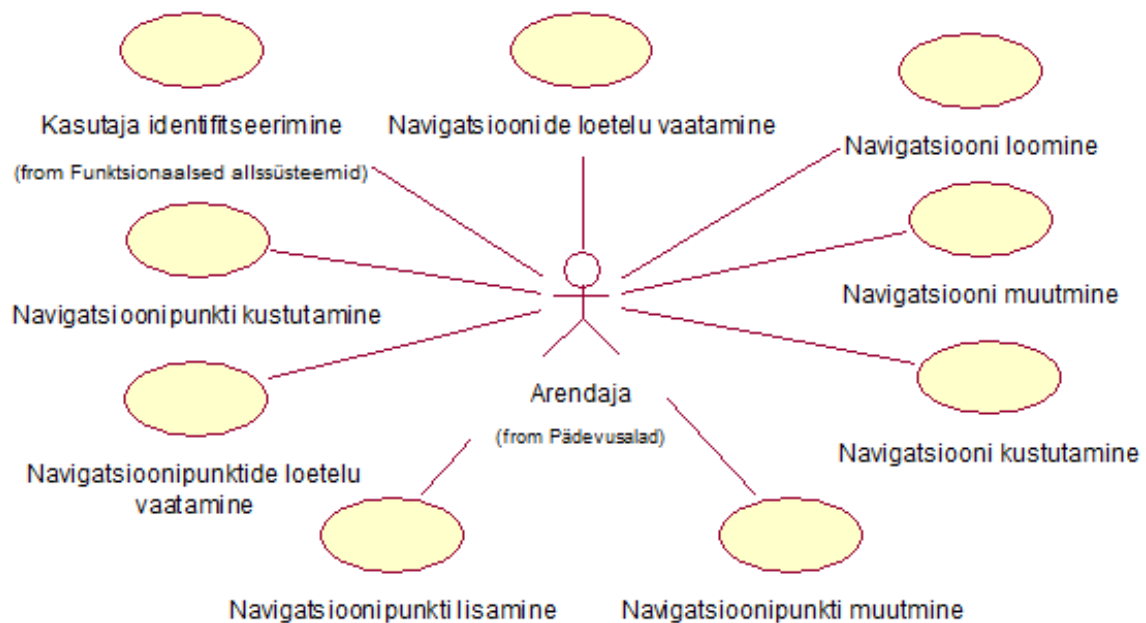 Kasutaja identifitseerimine
(from Funktsionaalsed allssüsteemid)
Navigatsioonide loetelu vaatamine
Navigatsiooni loomine
Navigatsioonipunkti kustutamine
Navigatsiooni muutmine
Arendaja
(from Pädevusalad)
Navigatsioonipunktide loetelu
vaatamine
Navigatsiooni kustutamine
Navigatsioonipunkti lisamine
Navigatsioonipunkti muutmine